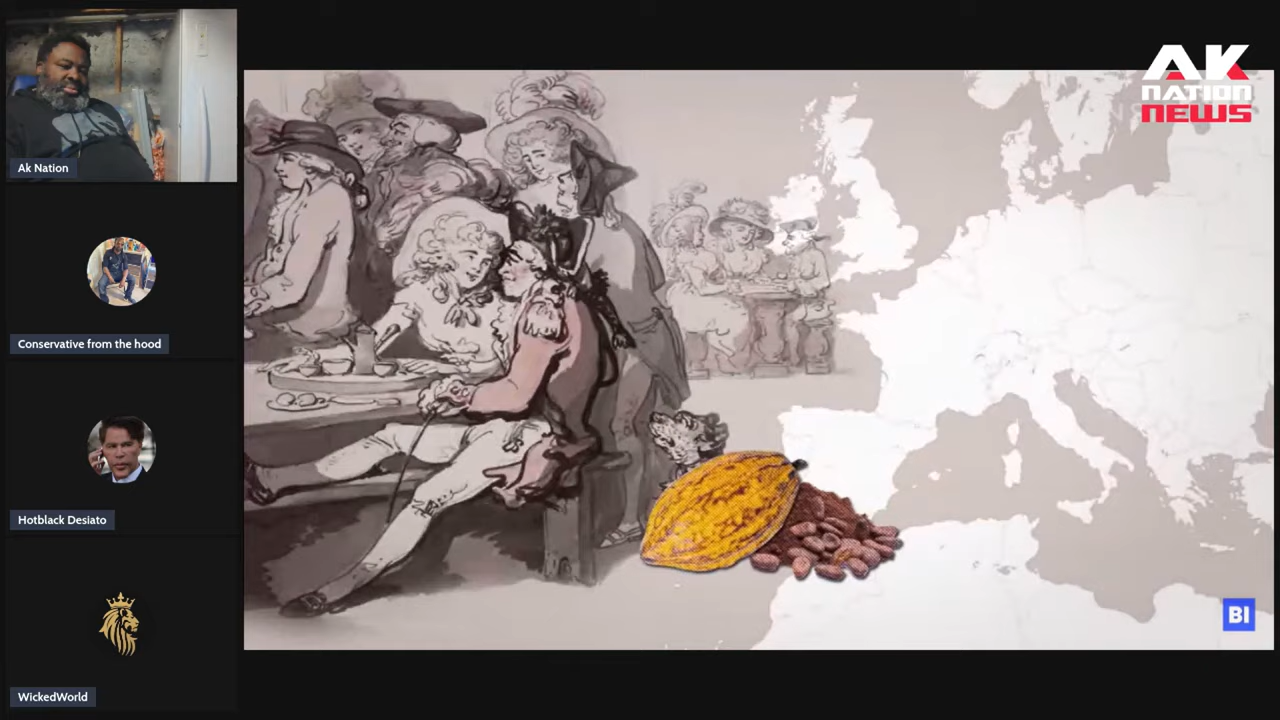 Ak Nation
Conservative from the hood
Hotblack Desiato
WickedWorld
AK
NATION
NEWS
BI